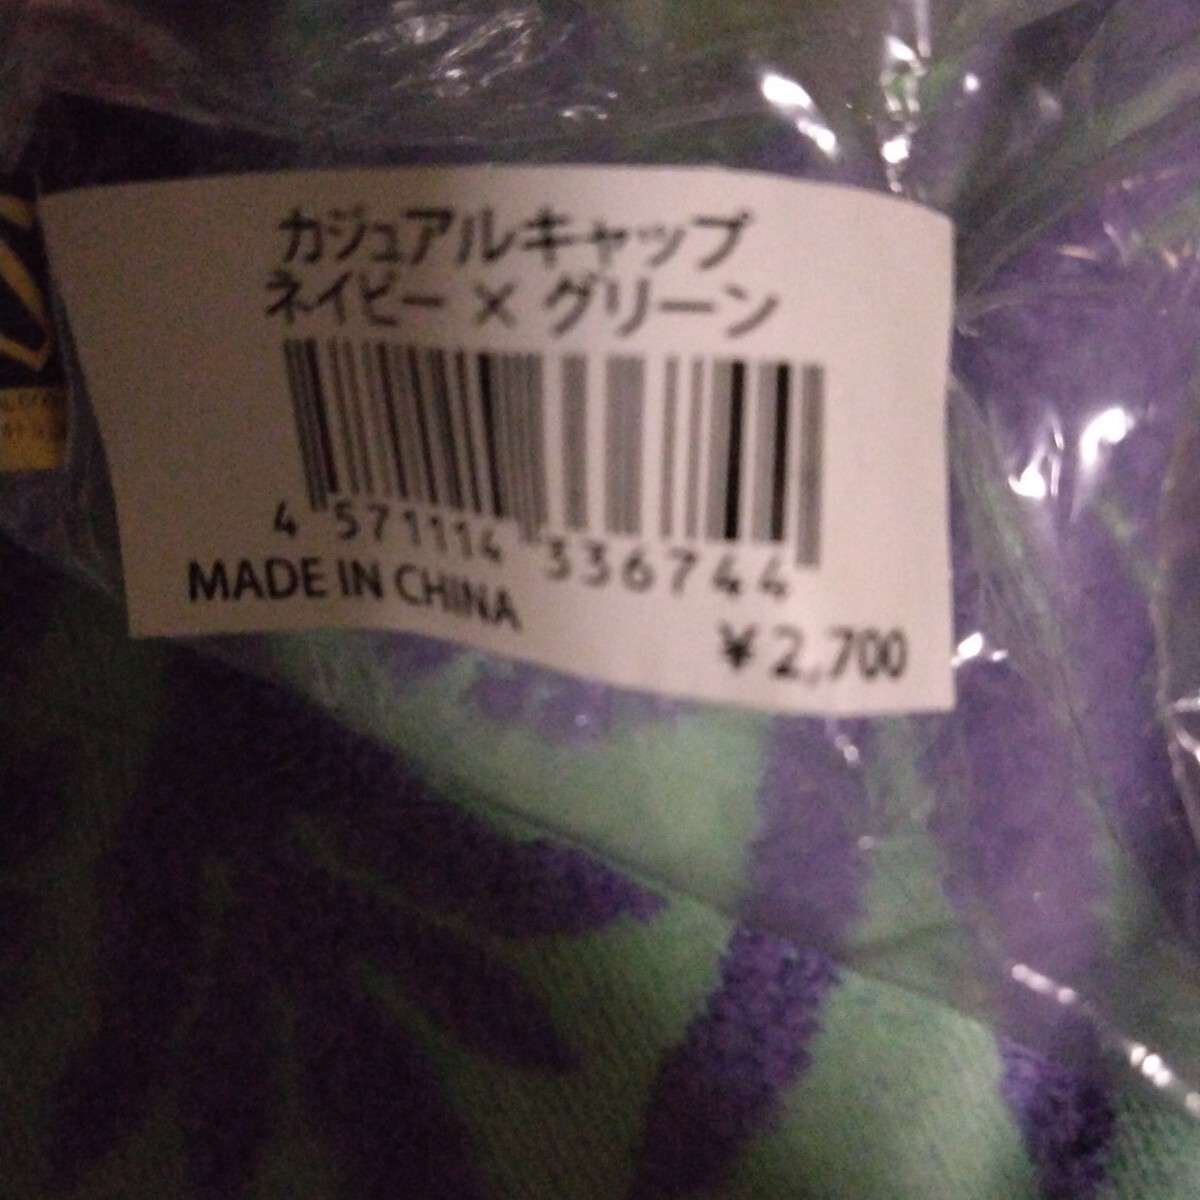 カジュアルキャップ
ネイビー × グリーン
4 571114 336744
MADE IN CHINA
¥2,700